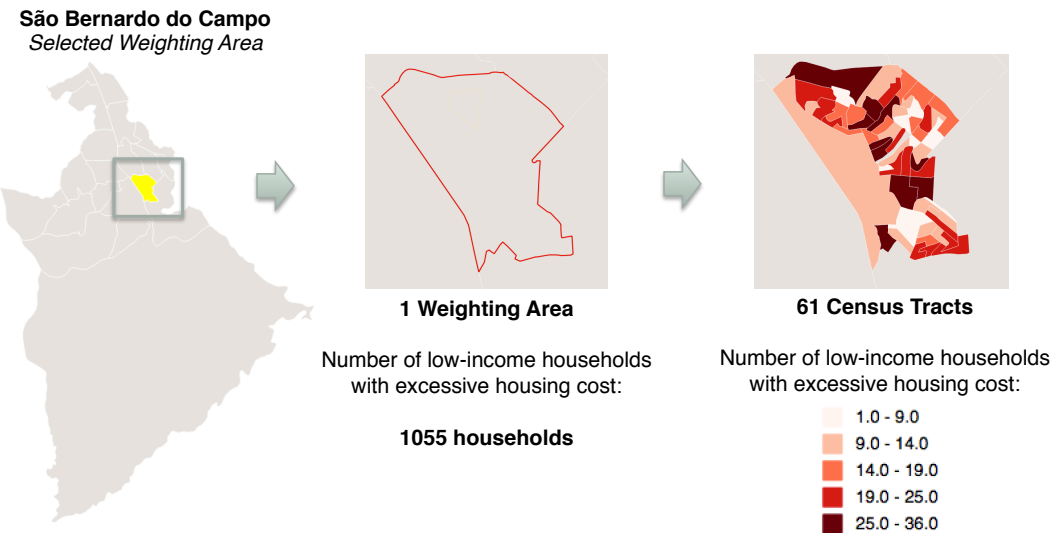 São Bernardo do Campo
Selected Weighting Area
1 Weighting Area
Number of low-income households
with excessive housing cost:
1055 households
61 Census Tracts
Number of low-income households
with excessive housing cost:
1.0 - 9.0
9.0 - 14.0
14.0 - 19.0
19.0 - 25.0
25.0 - 36.0